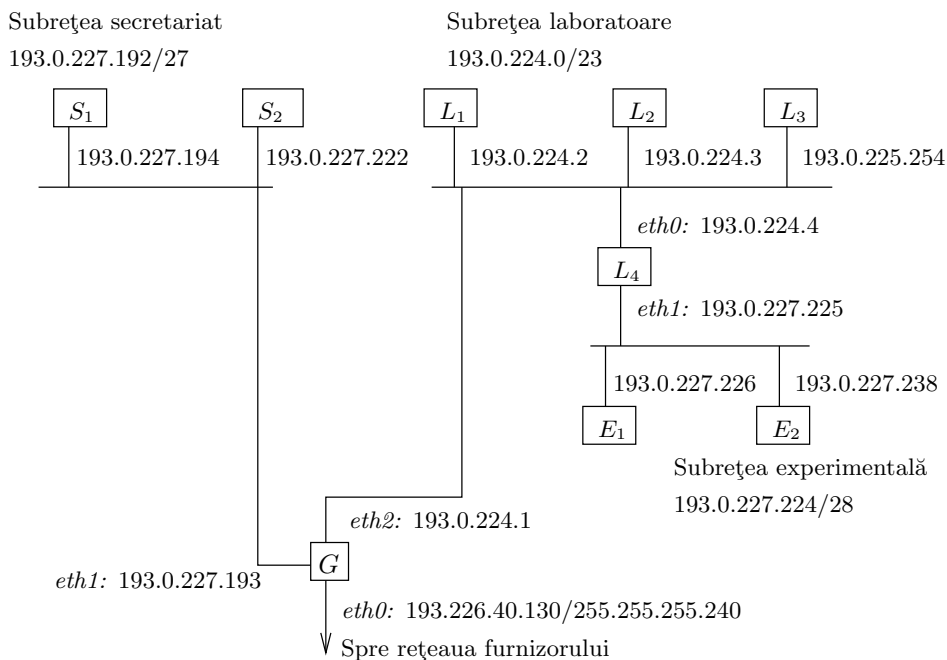 Subreţea secretariat
193.0.227.192/27
Subreţea laboratoare
193.0.224.0/23
S1
S2
L1
L2
L3
193.0.227.194
193.0.227.222
193.0.224.2
193.0.224.3
193.0.225.254
eth0: 193.0.224.4
L4
eth1: 193.0.227.225
193.0.227.226
193.0.227.238
E1
E2
Subreţea experimentală
193.0.227.224/28
eth2: 193.0.224.1
G
eth1: 193.0.227.193
eth0: 193.226.40.130/255.255.255.240
Spre reţeaua furnizorului